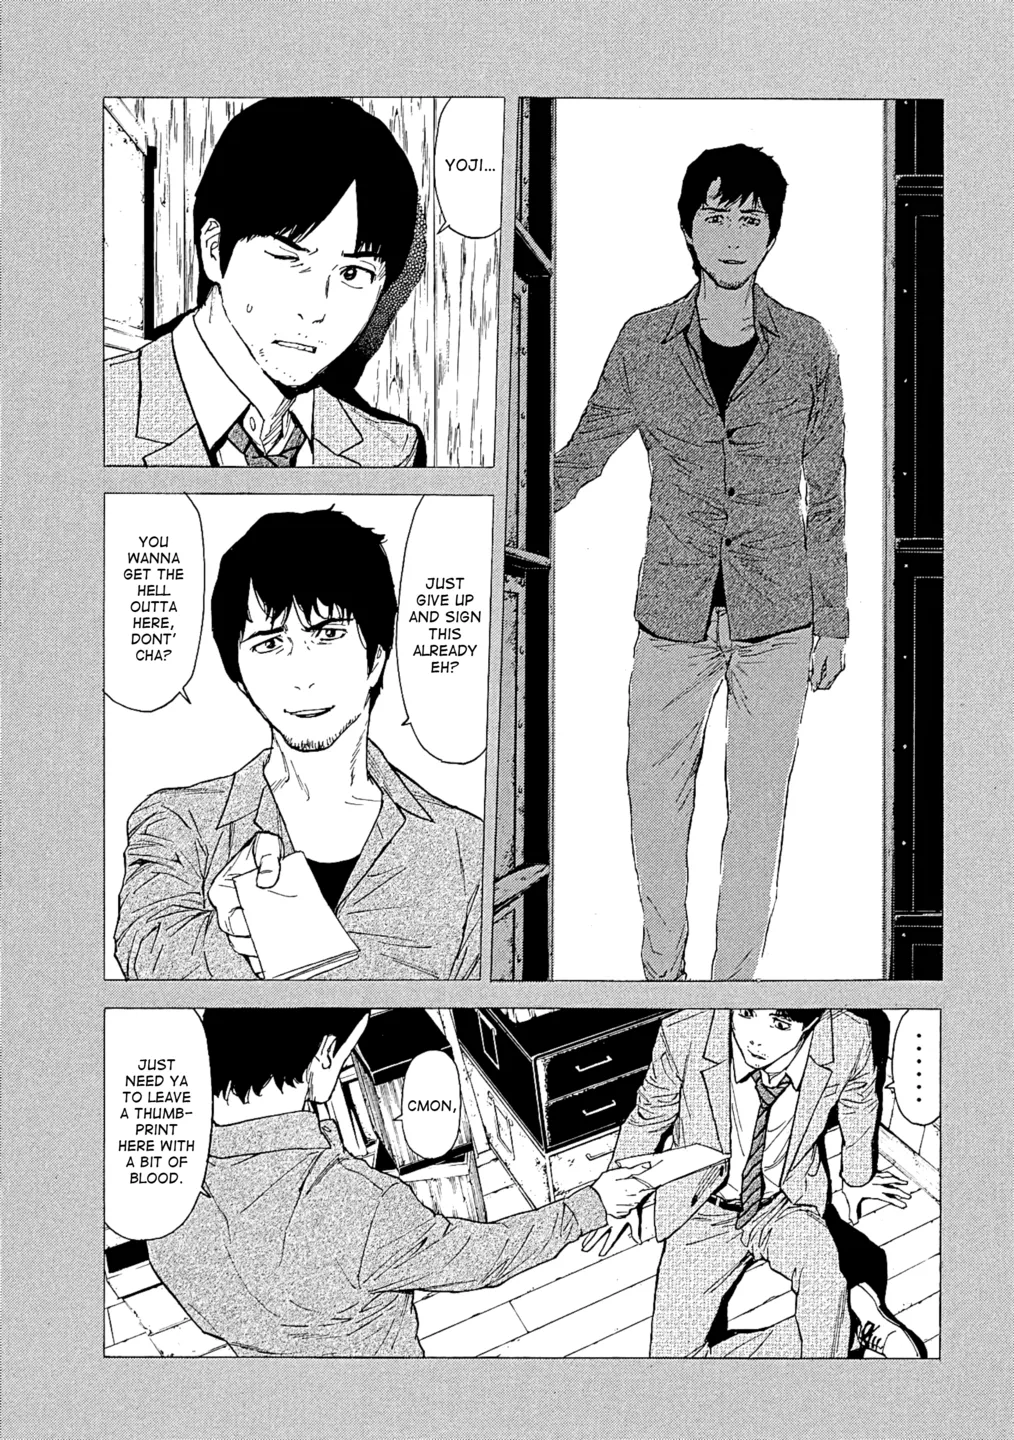 YOJI...
JUST
GIVE UP
AND SIGN
THIS
ALREADY
EH?
YOU
WANNA
GET THE
HELL
OUTTA
HERE,
DONT'
CHA?
.......
CMON,
JUST
NEED YA
TO LEAVE
A THUMB-
PRINT
HERE WITH
A BIT OF
BLOOD.